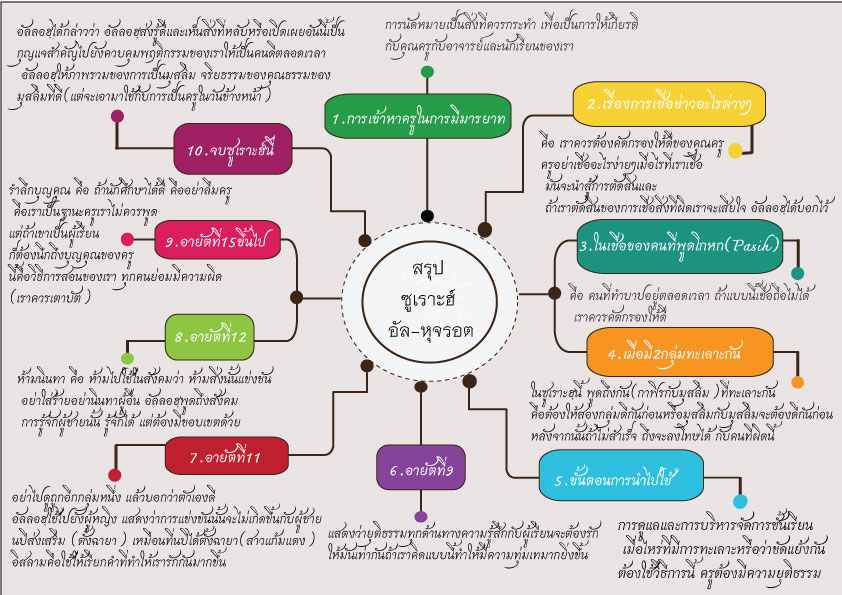 สรุป
ซูเราะฮ์
อัล-หุจรอต
การนัดหมายเป็นสิ่งที่ควรกระทำ เพื่อเป็นการให้เกียรติ
กับคุณครูกับอาจารย์และนักเรียนของเรา
1.การเข้าหาครูในการมีมารยาท
2.เรื่องการเชื่อข่าวอะไรต่างๆ
คือ เราควรต้องคัดกรองให้ดีของคุณครู
ครูอย่าเชื่ออะไรง่ายๆเมื่อไรที่เราเชื่อ
มันจะนำสู่การตัดสินและ
ถ้าเราตัดสินของการเชื่อสิ่งที่ผิดเราจะเสียใจ อัลลอฮ์ได้บอกไว้
3.ในเชื่อของคนที่พูดโกหก(Pasik)
คือ คนที่ทำบาปอยู่ตลอดเวลา ถ้าแบบนี้เชื่อถือไม่ได้
เราควรคัดกรองให้ดี
4.เมื่อมี2กลุ่มทะเลาะกัน
ในซูเราะฮ์นี้ พูดถึงกัน(กาฟิรกับมุสลิม)ที่ทะเลาะกัน
คือต้องให้สองกลุ่มดีกันก่อนหรือมุสลิมกับมุสลิมจะต้องดีกันก่อน
หลังจากนั้นถ้าไม่สำเร็จ ถึงจะลงโทษได้ กับคนที่ผิดนี้
5.ขั้นตอนการนำไปใช้
การดูแลและการบริหารจัดการชั้นเรียน
เมื่อไหร่ที่มีการทะเลาะหรือว่าขัดแย้งกัน
ต้องใช้วิธีการนี้ ครูต้องมีความยุติธรรม
6.อายัตที่9
แสดงว่ายุติธรรมทุกด้านทางความรู้สึกกับผู้เรียนจะต้องรัก
ให้มันเท่ากันถ้าเราคิดแบบนี้ทำให้มีความทุ่มเทมากยิ่งขึ้น
7.อายัตที่11
อย่าไปดูถูกอีกกลุ่มหนึ่ง แล้วบอกว่าตัวเองดี
อัลลอฮ์ใช้ไปยังผู้หญิง แสดงว่าการแข่งขันนั้นจะไม่เกิดขึ้นกับผู้ชาย
นบีส่งเสริม (ตั้งฉายา) เหมือนที่นบีได้ตั้งฉายา(สาวแก้มแดง)
อิสลามคือใช้ให้เรียกคำที่ทำให้เรารักกันมากขึ้น
8.อายัตที่12
ห้ามนินทา คือ ห้ามไปใช้ในสังคมว่า ห้ามสิ่งนั้นแข่งขัน
อย่าใส่ร้ายอย่านินทาผู้อื่น อัลลอฮ์พูดถึงสังคม
การรู้จักผู้ชายนั้น รู้จักได้ แต่ต้องมีขอบเขตด้วย
9.อายัตที่15ขึ้นไป
รำลึกบุญคุณ คือ ถ้านักศึกษาได้ดี คืออย่าลืมครู
คือเราเป็นฐานะครูเราไม่ควรพูด
แต่ถ้าเขาเป็นผู้เรียน
ก็ต้องนึกถึงบุญคุณของครู
นี่คือวิธีการสอนของเรา ทุกคนย่อมมีความผิด
(เราควรเตาบัต)
10.จบซูเราะฮ์นี้
อัลลอฮ์ได้กล่าวว่า อัลลอฮ์ทรงรู้ดีและเห็นสิ่งที่ลับหรือเปิดเผยอันนี้เป็น
กุญแจสำคัญไปยังควบคุมพฤติกรรมของเราให้เป็นคนดีตลอดเวลา
อัลลอฮ์ให้ภาพรวมของการเป็นมุสลิม จริยธรรมของคุณธรรมของ
มุสลิมที่ดี(แต่จะเอามาใช้กับการเป็นครูในวันข้างหน้า)